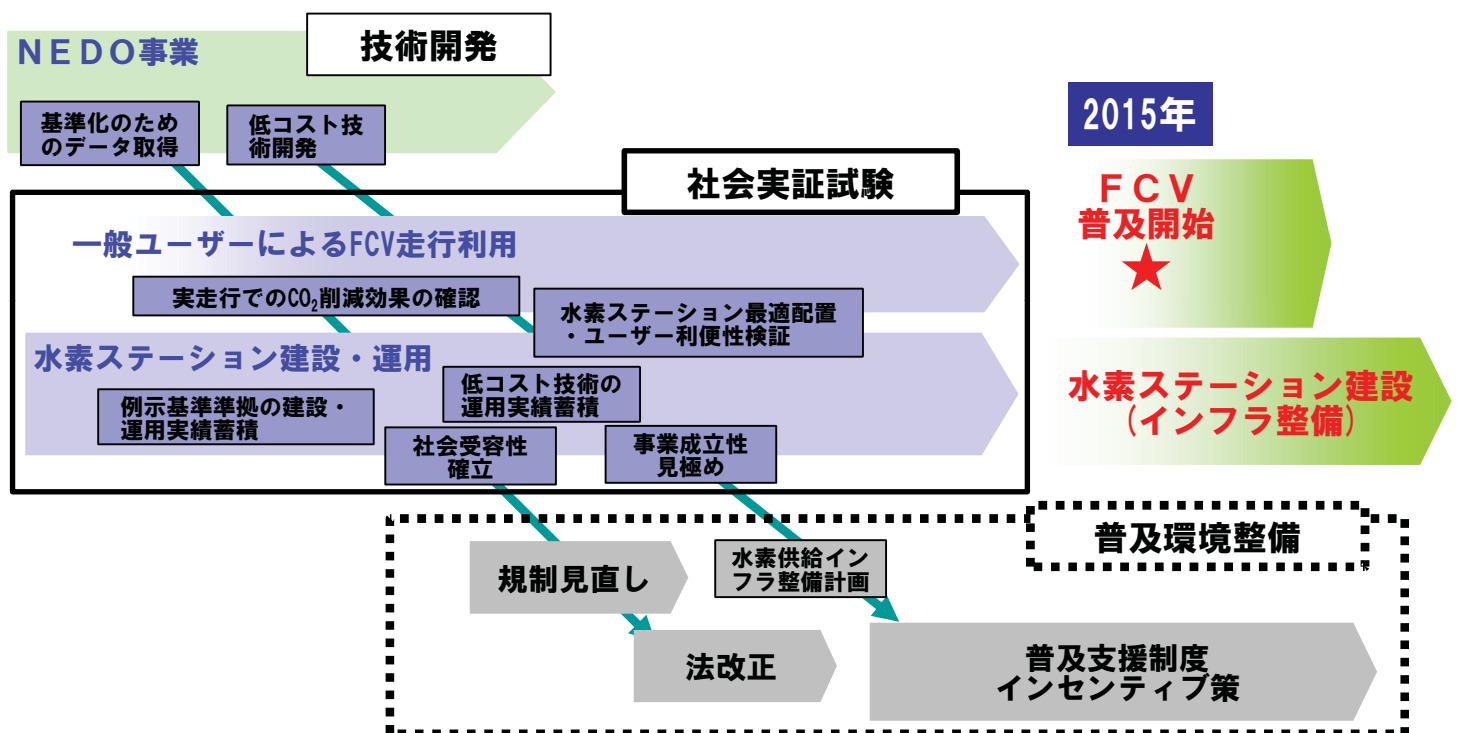 NEDO事業
技術開発
基準化のため
のデータ取得
低コスト技
術開発
2015年
社会実証試験
FCV
普及開始
一般ユーザーによるFCV走行利用
実走行でのCO₂削減効果の確認
水素ステーション最適配置
・ユーザー利便性検証
水素ステーション建設・運用
低コスト技術の
運用実績蓄積
例示基準準拠の建設・
運用実績蓄積
社会受容性
確立
事業成立性
見極め
水素ステーション建設
(インフラ整備)
普及環境整備
規制見直し
水素供給イン
フラ整備計画
法改正
普及支援制度
インセンティブ策